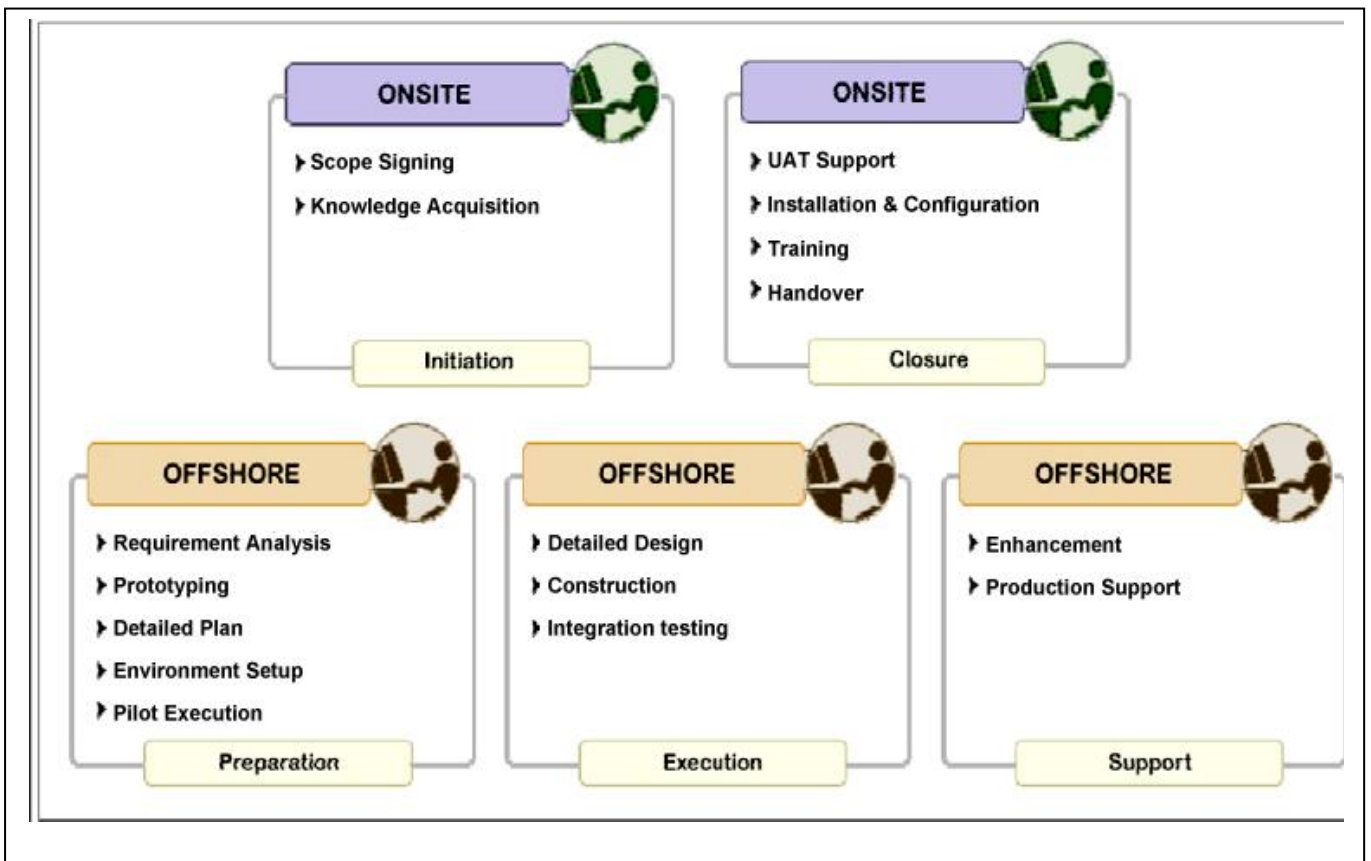 ONSITE
Scope Signing
Knowledge Acquisition
Initiation
ONSITE
UAT Support
Installation & Configuration
Training
Handover
Closure
OFFSHORE
Requirement Analysis
Prototyping
Detailed Plan
Environment Setup
Pilot Execution
Preparation
OFFSHORE
Detailed Design
Construction
Integration testing
Execution
OFFSHORE
Enhancement
Production Support
Support